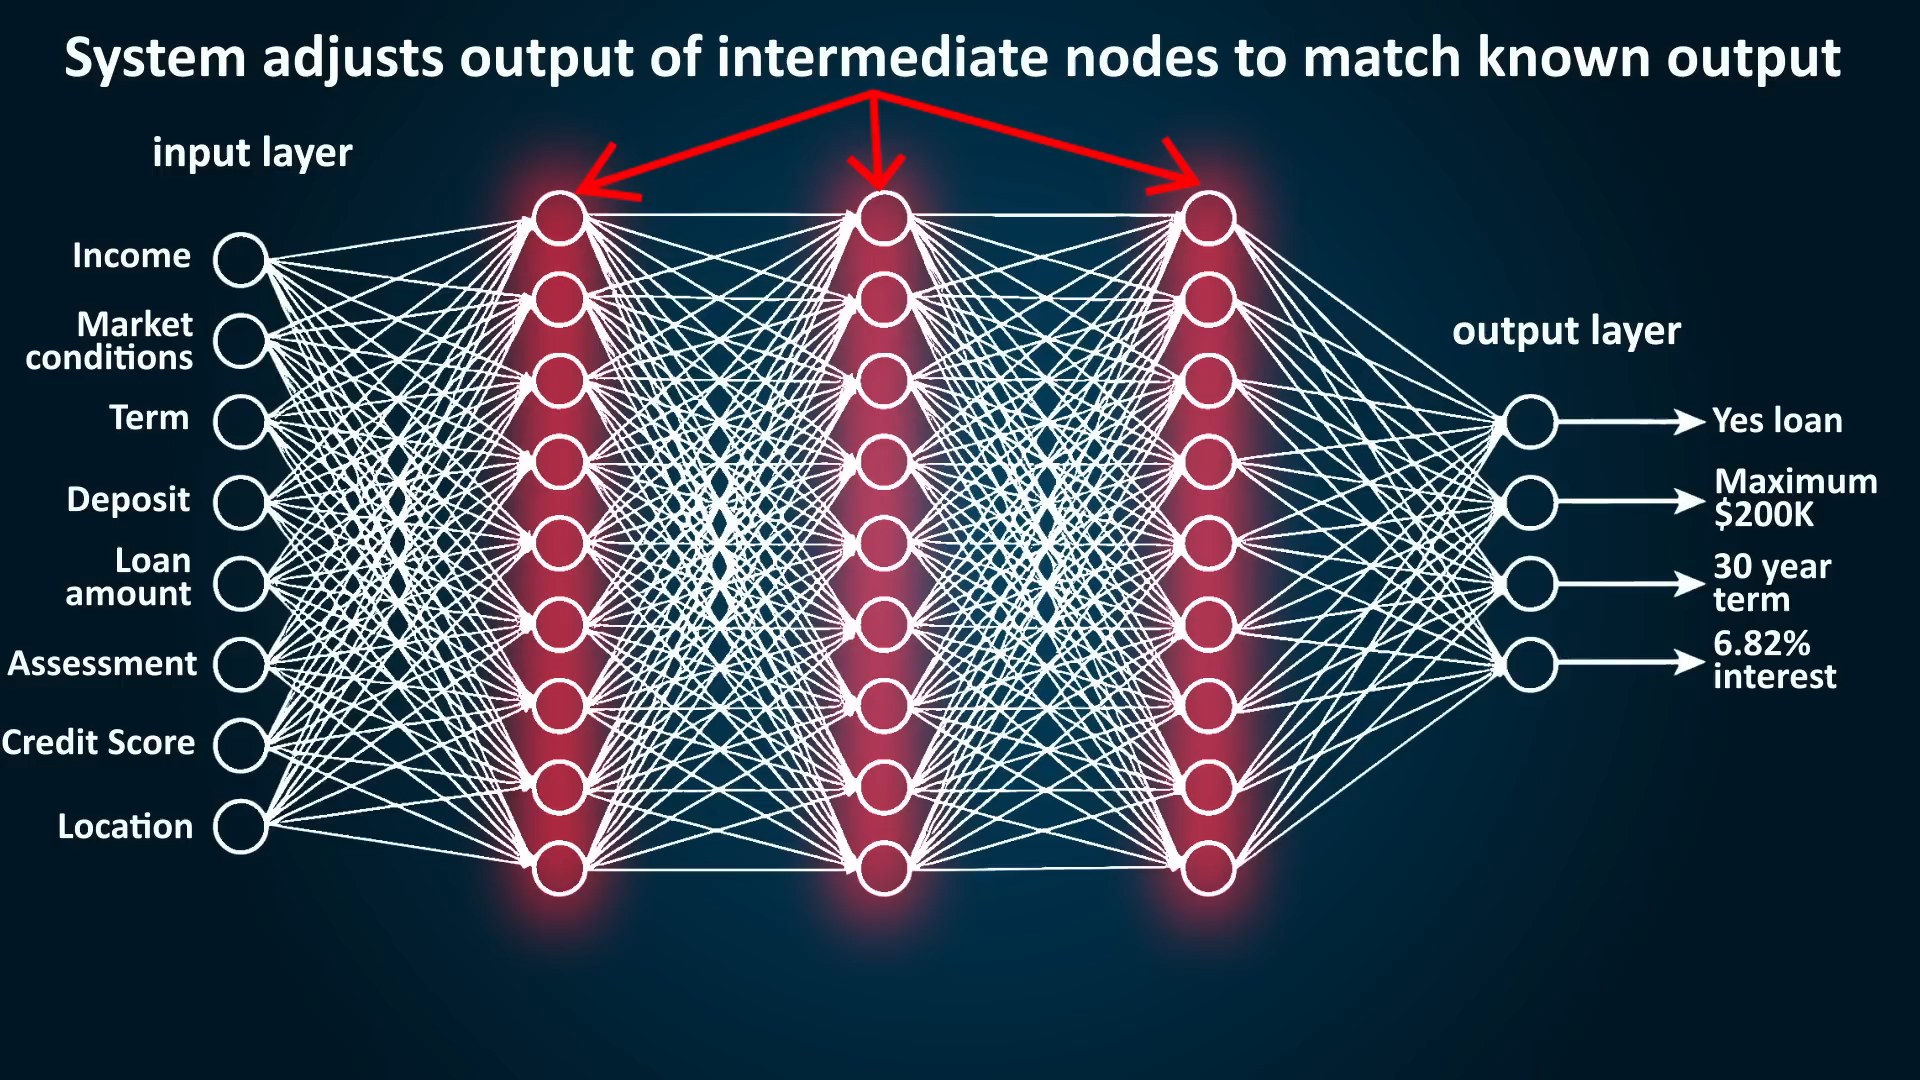 System adjusts output of intermediate nodes to match known output
input layer
Income
Market
conditions
Term
Deposit
Loan
amount
Assessment
Credit Score
Location
output layer
Yes loan
Maximum
$200K
30 year
term
6.82%
interest